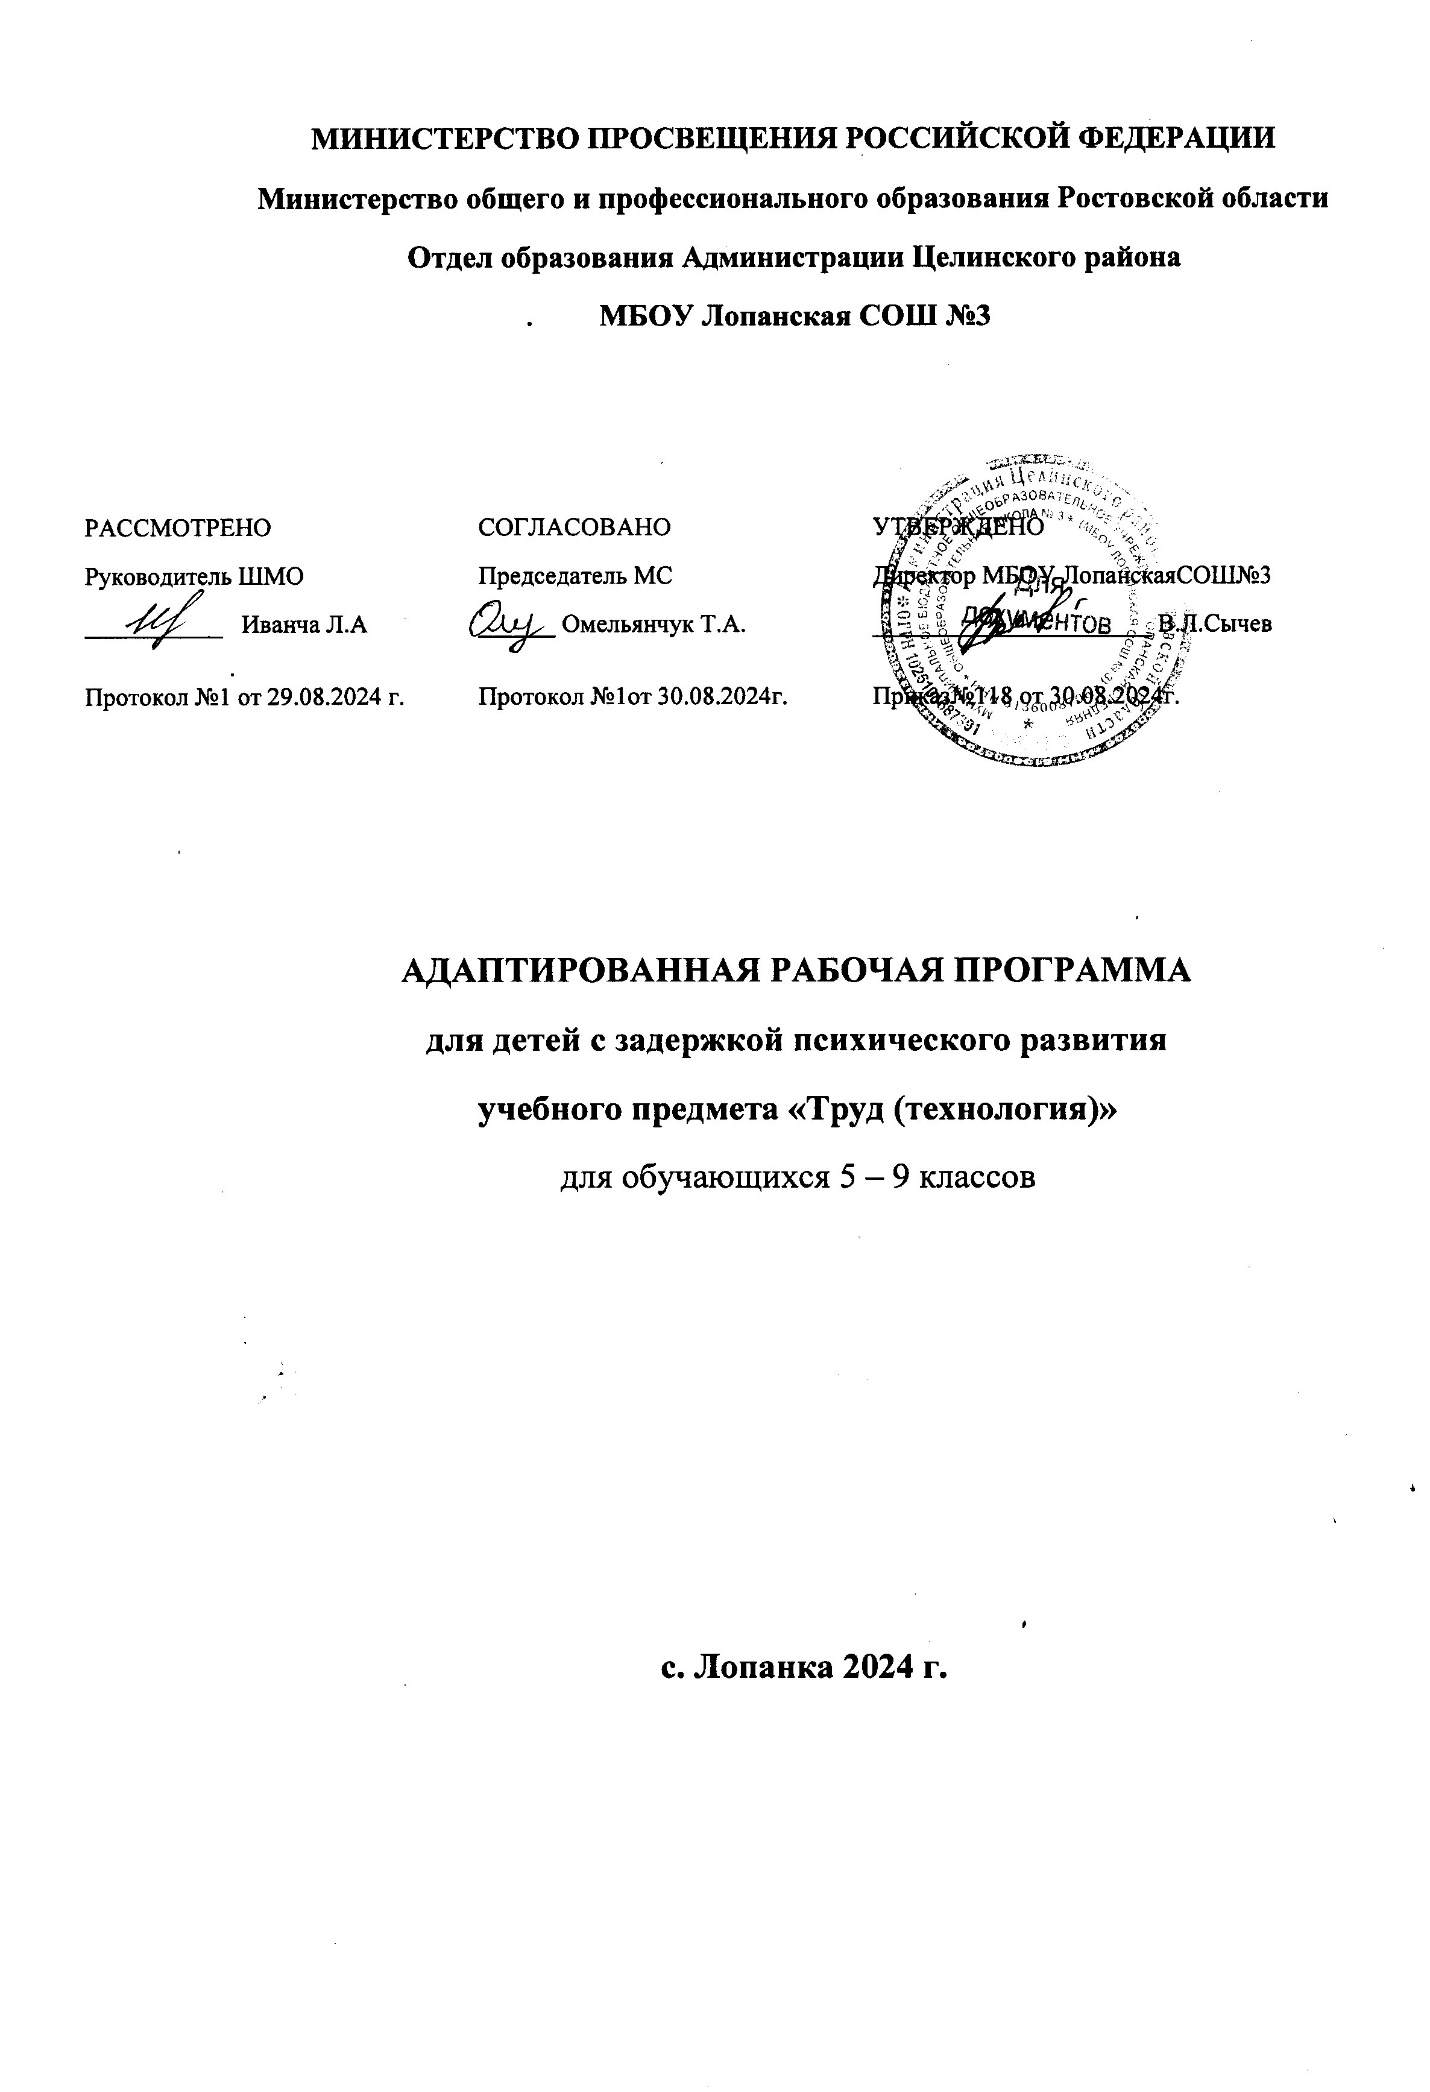 МИНИСТЕРСТВО ПРОСВЕЩЕНИЯ РОССИЙСКОЙ ФЕДЕРАЦИИ
Министерство общего и профессионального образования Ростовской области
Отдел образования Администрации Целинского района
МБОУ Лопанская СОШ №3
РАССМОТРЕНО
Руководитель ШМО
Иванча Л.А
Протокол №1 от 29.08.2024 г.
СОГЛАСОВАНО
Председатель МС
Омельянчук Т.А.
Протокол №1от 30.08.2024г.
УТВЕРЖДЕНО
Директор МБОУ ЛопанскаяСОШ№3
В.Л.Сычев
Приказ№118 от 30.08.2024г.
Для
документов
АДАПТИРОВАННАЯ РАБОЧАЯ ПРОГРАММА
для детей с задержкой психического развития
учебного предмета «Труд (технология)»
для обучающихся 5 – 9 классов
с. Лопанка 2024 г.